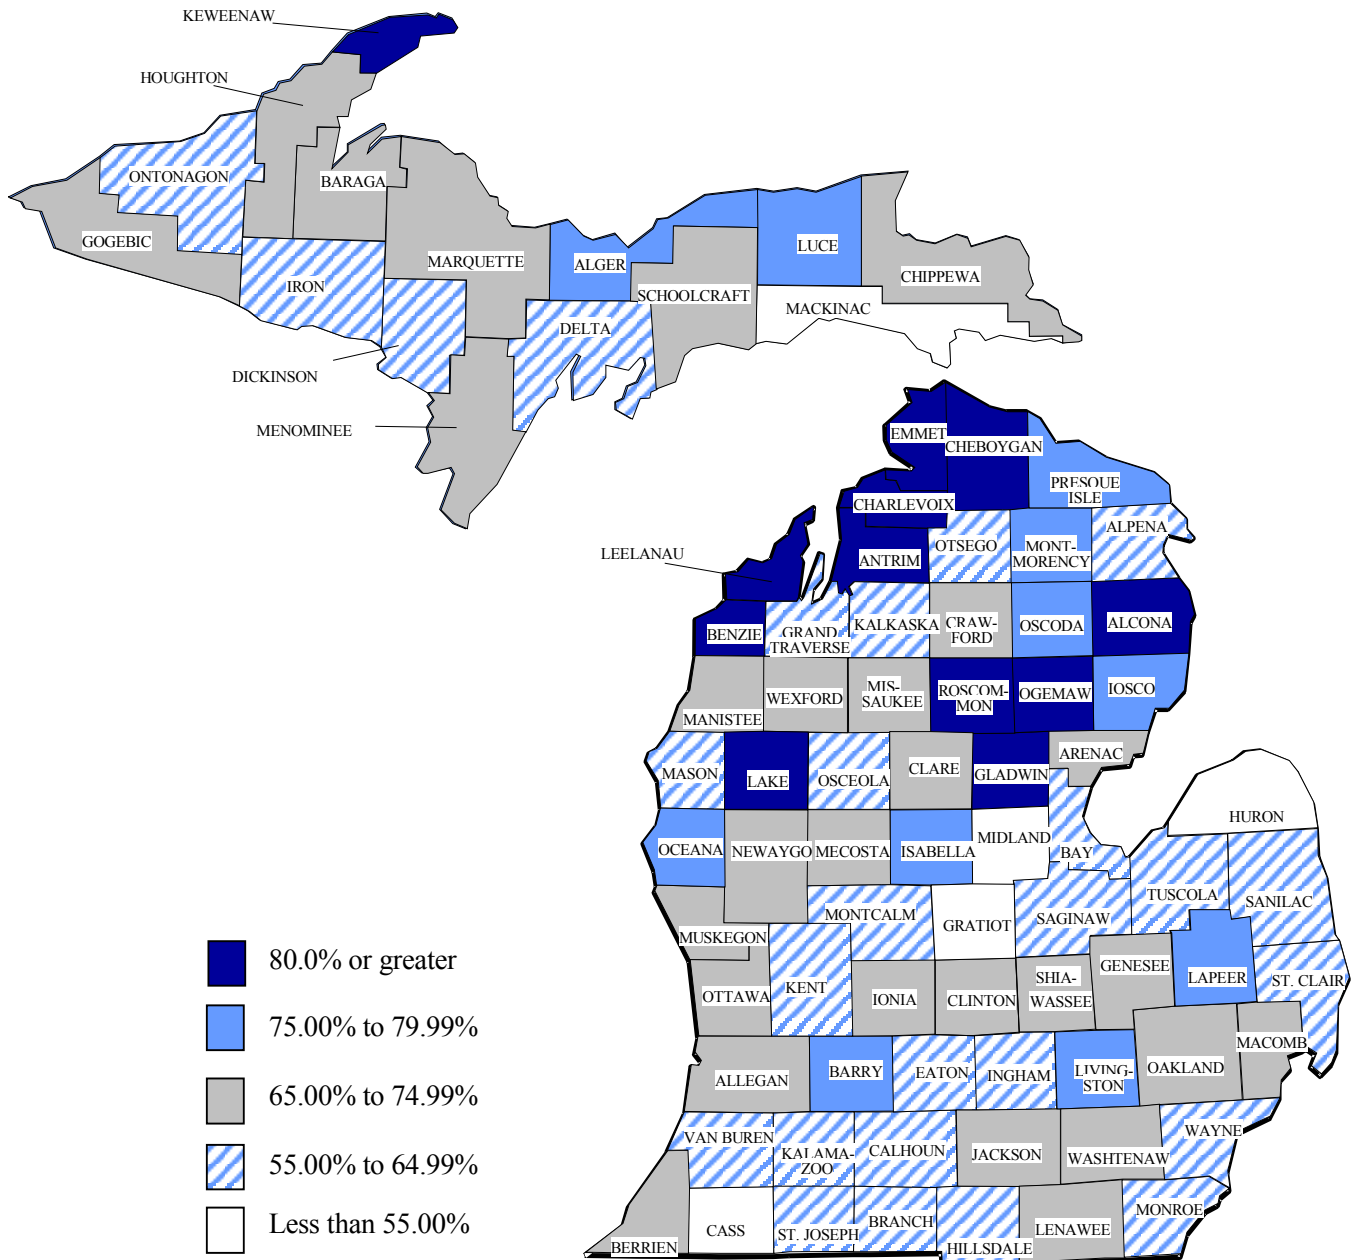 KEWEENAW
HOUGHTON
ONTONAGON
BARAGA
GOGEBIC
MARQUETTE
ALGER
LUCE
CHIPPEWA
IRON
SCHOOLCRAFT
MACKINAC
DELTA
DICKINSON
MENOMINEE
EMMET
CHEBOYGAN
PRESQUE
ISLE
CHARLEVOIX
ALPENA
LEELANAU
ANTRIM
OTSEGO
MONT-
MORENCY
BENZIE
GRAND
TRAVERSE
KALKASKA
CRAW-
FORD
OSCODA
ALCONA
MANISTEE
WEXFORD
MIS-
SAUKEE
ROSCOM-
MON
OGEMAW
IOSCO
MASON
LAKE
OSCEOLA
CLARE
GLADWIN
ARENAC
HURON
OCEANA
NEWAYGO
MECOSTA
ISABELLA
MIDLAND
BAY
TUSCOLA
SANILAC
MUSKEGON
MONTCALM
GRATIOT
SAGINAW
GENESEE
LAPEER
ST. CLAIR
OTTAWA
KENT
IONIA
CLINTON
SHIA-
WASSEE
MACOMB
ALLEGAN
BARRY
EATON
INGHAM
LIVING-
STON
OAKLAND
VAN BUREN
KALAMA-
ZOO
CALHOUN
JACKSON
WASHTENAW
WAYNE
BERRIEN
CASS
ST. JOSEPH
BRANCH
HILLSDALE
LENAWEE
MONROE
80.0% or greater
75.00% to 79.99%
65.00% to 74.99%
55.00% to 64.99%
Less than 55.00%